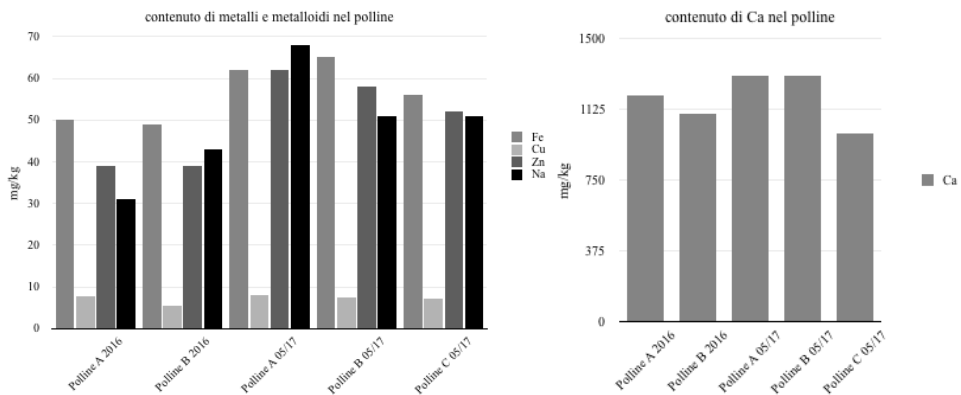 contenuto di metalli e metalloidi nel polline
70
60
50
40
30
20
10
0
mg/kg
Polline A 2016
Polline B 2016
Polline A 05/17
Polline B 05/17
Polline C 05/17
Fe
Cu
Zn
Na
contenuto di Ca nel polline
1500
1125
750
375
0
mg/kg
Polline A 2016
Polline B 2016
Polline A 05/17
Polline B 05/17
Polline C 05/17
Ca